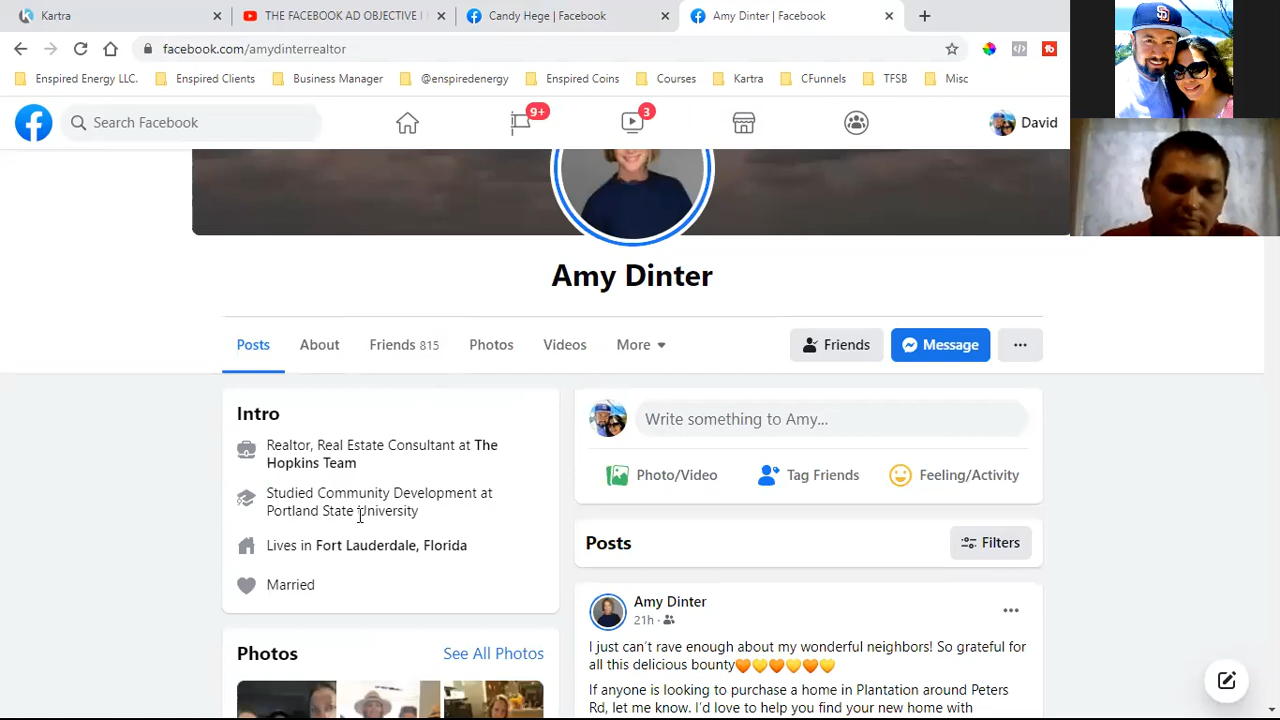 Kartra
THE FACEBOOK AD OBJECTIVE I
Candy Hege | Facebook
Amy Dinter | Facebook
facebook.com/amydinterrealtor
Enspired Energy LLC.
Enspired Clients
Business Manager
@enspiredenergy
Enspired Coins
Courses
Kartra
CFunnels
TFSB
Misc
Search Facebook
9+
3
David
Amy Dinter
Posts
About
Friends 815
Photos
Videos
More
Friends
Message
Intro
Realtor, Real Estate Consultant at The
Hopkins Team
Studied Community Development at
Portland State University
Lives in Fort Lauderdale, Florida
Married
Photos
See All Photos
Write something to Amy...
Photo/Video
Tag Friends
Feeling/Activity
Posts
Filters
Amy Dinter
21h
I just can't rave enough about my wonderful neighbors! So grateful for
all this delicious bounty🧡💛🧡💛🧡💛
If anyone is looking to purchase a home in Plantation around Peters
Rd, let me know. I'd love to help you find your new home with